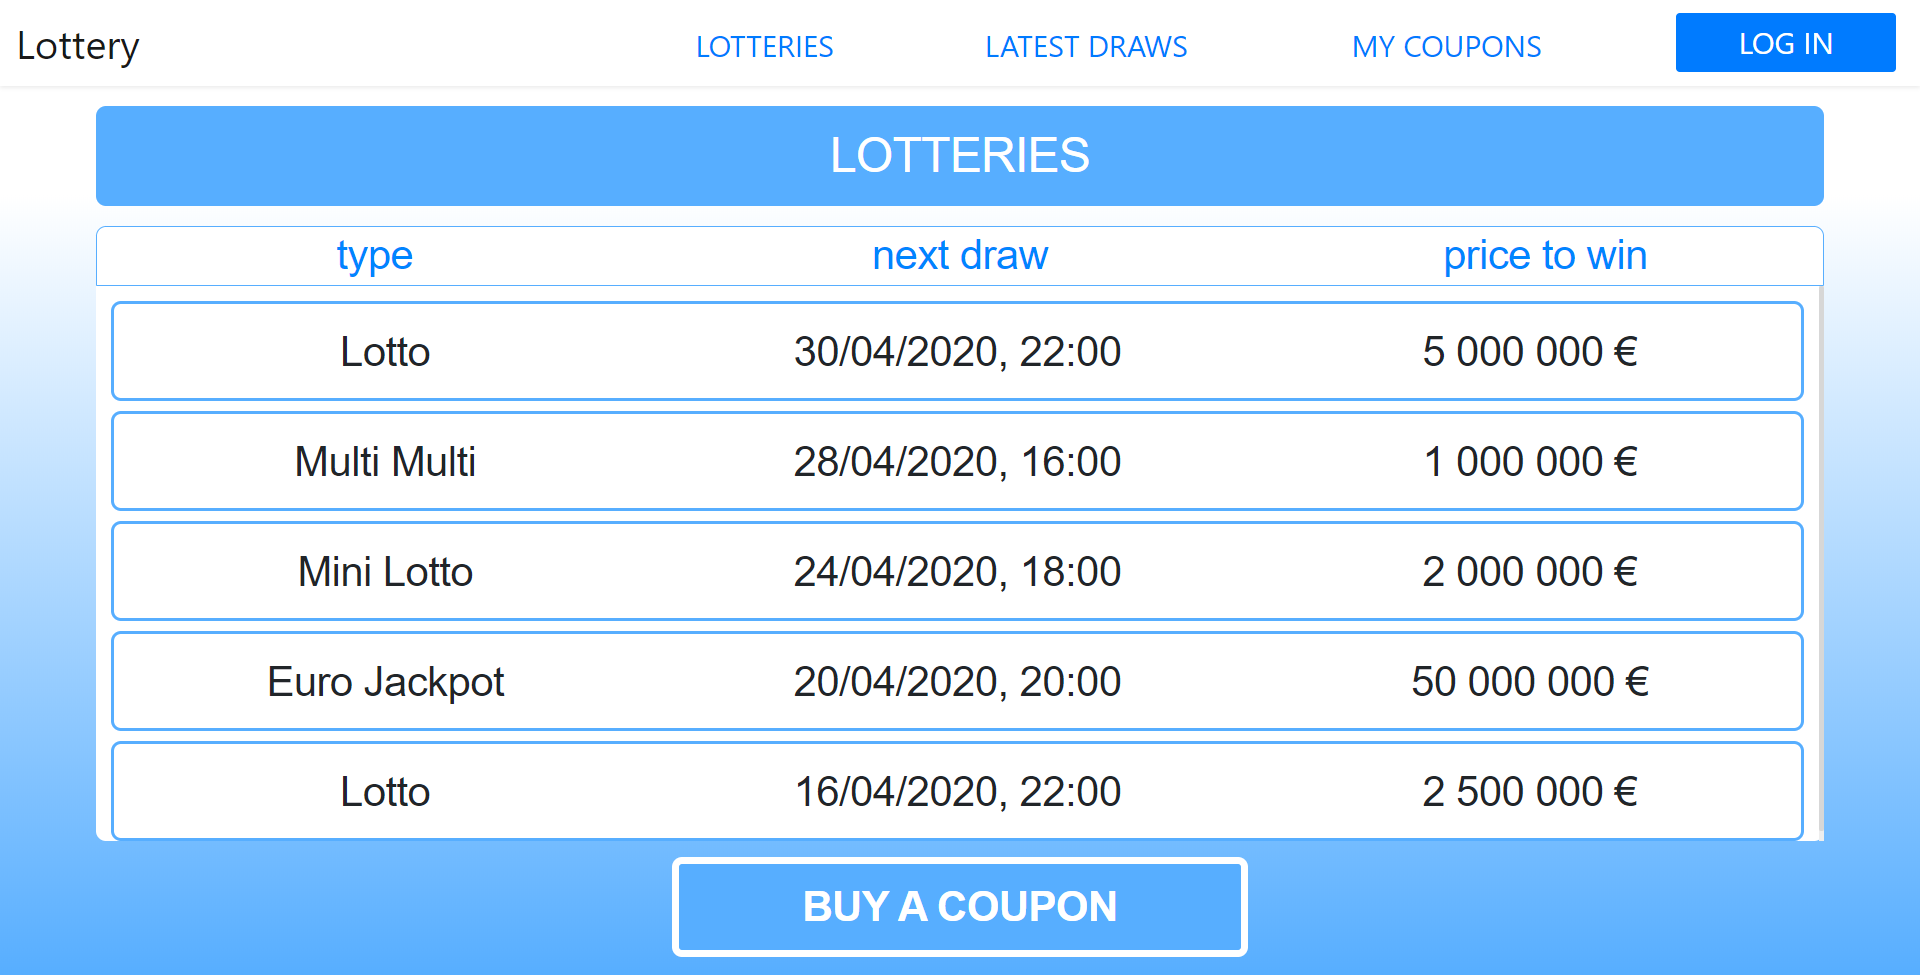 Lottery LOTTERIES LATEST DRAWS MY COUPONS LOG IN
LOTTERIES
type next draw price to win
Lotto 30/04/2020, 22:00 5 000 000 €
Multi Multi 28/04/2020, 16:00 1 000 000 €
Mini Lotto 24/04/2020, 18:00 2 000 000 €
Euro Jackpot 20/04/2020, 20:00 50 000 000 €
Lotto 16/04/2020, 22:00 2 500 000 €
BUY A COUPON